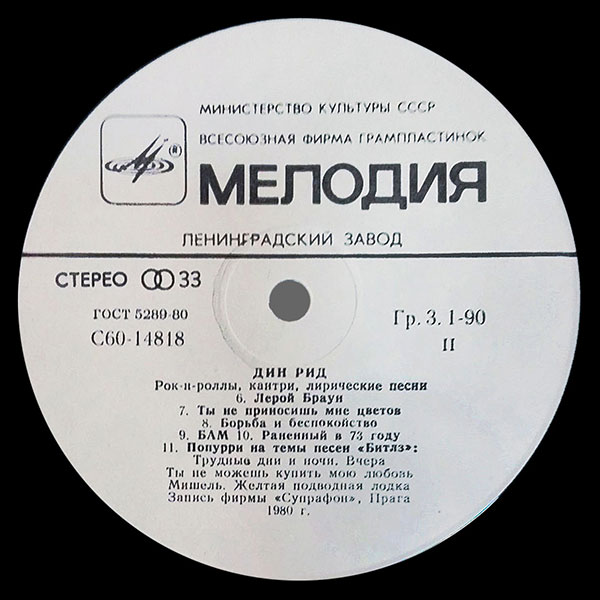 МИНИСТЕРСТВО КУЛЬТУРЫ СССР
ВСЕСОЮЗНАЯ ФИРМА ГРАМПЛАСТИНОК
®
МЕЛОДИЯ
ЛЕНИНГРАДСКИЙ ЗАВОД
СТЕРЕО 33
ГОСТ 5289-80
С60-14818
Гр. 3. 1-90
II
ДИН РИД
Рок-н-роллы, кантри, лирические песни
6. Лерой Браун
7. Ты не приносишь мне цветов
8. Борьба и беспокойство
9. БАМ 10. Раненный в 73 году
11. Попурри на темы песен «Битлз»:
Трудные дни и ночи. Вчера
Ты не можешь купить мою любовь
Мишель. Желтая подводная лодка
Запись фирмы «Супрафон», Прага
1980 г.